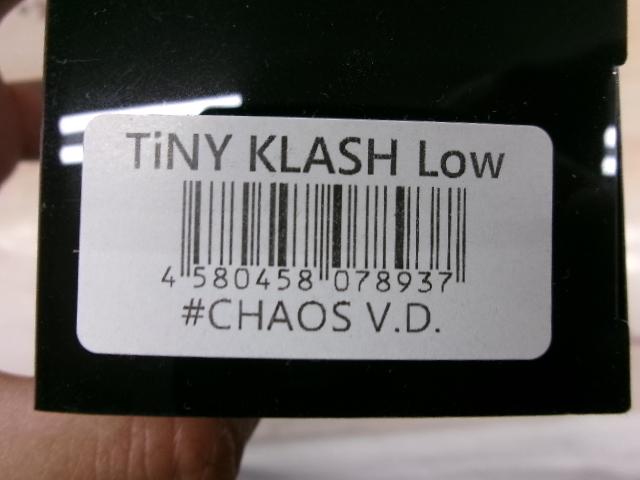 TiNY KLASH Low
4 580458 078937
#CHAOS V.D.